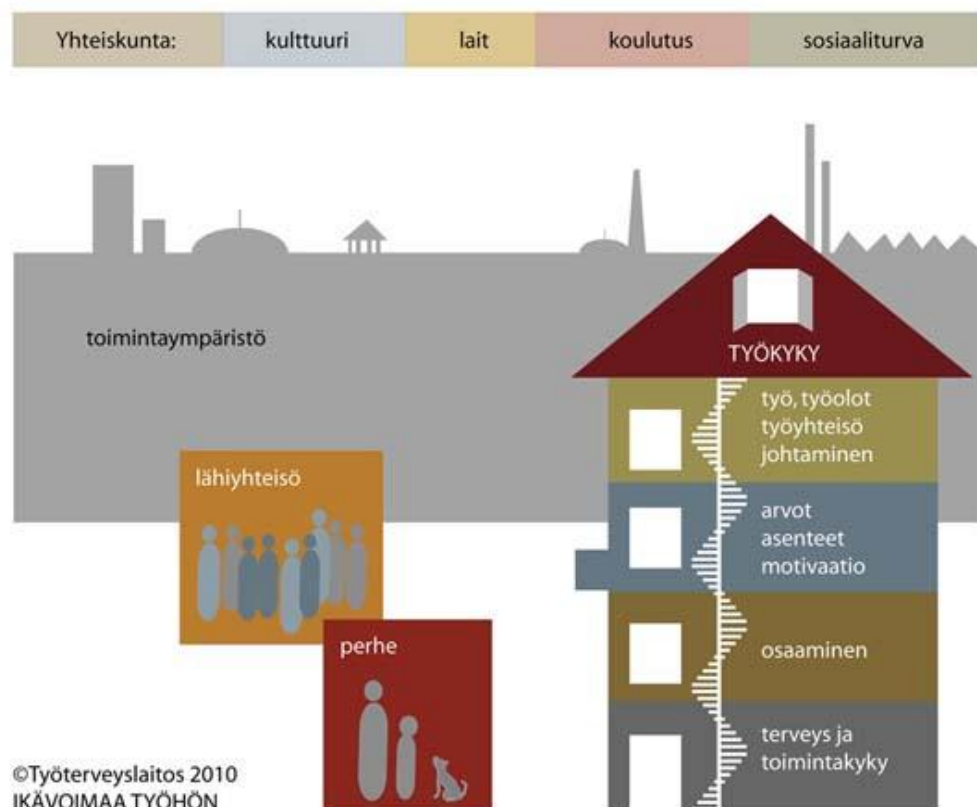 Yhteiskunta: kulttuuri lait koulutus sosiaaliturva
toimintaympäristö
TYÖKYKY
työ, työolot
työyhteisö
johtaminen
lähiyhteisö
arvot
asenteet
motivaatio
perhe
osaaminen
terveys ja
toimintakyky
©Työterveyslaitos 2010
IKÄVOIMAA TYÖHÖN